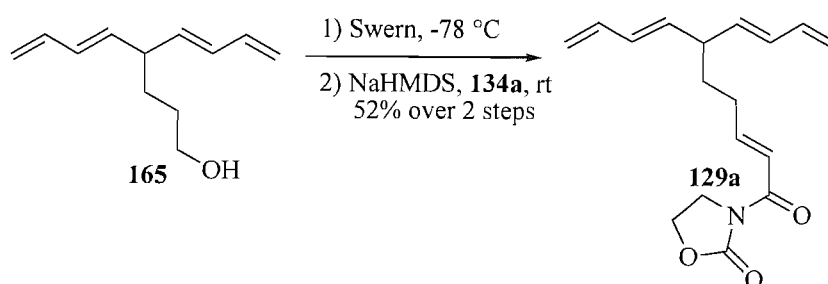 1) Swern, -78 °C
2) NaHMDS, 134a, rt
52% over 2 steps
165
OH
129a
N
O
O
O